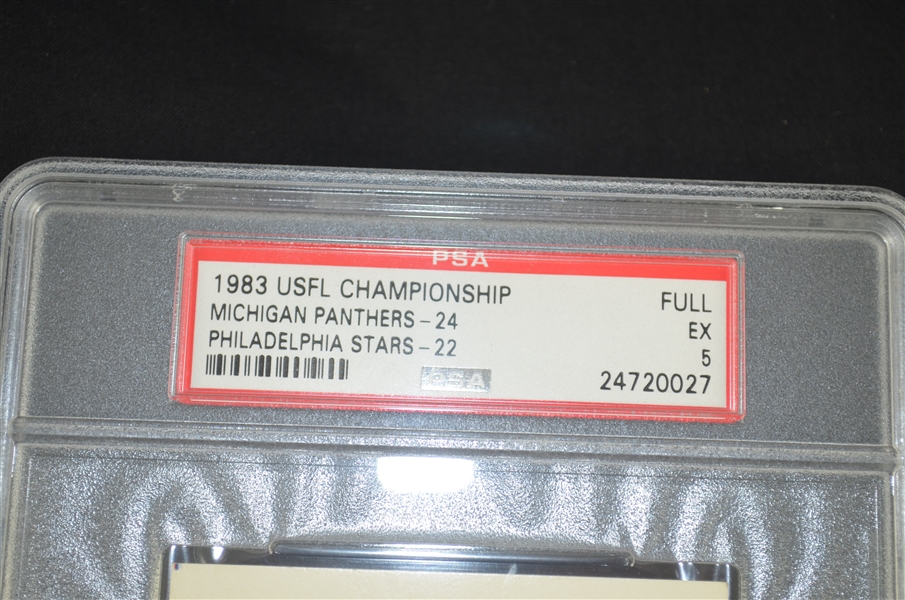 PSA
1983 USFL CHAMPIONSHIP FULL
MICHIGAN PANTHERS-24 EX
PHILADELPHIA STARS-22 5
PSA 24720027